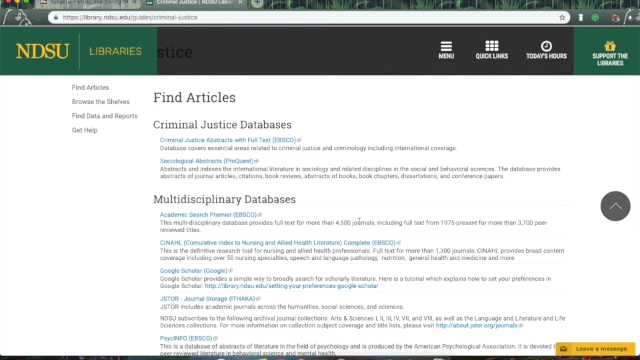 Criminal Justice | Library | ND
https://library.ndsu.edu/guides/criminal-justice
NDSU LIBRARIES stice
MENU QUICK LINKS TODAY'S HOURS SUPPORT THE LIBRARIES
Find Articles
Browse the Shelves
Find Data and Reports
Get Help
Find Articles
Criminal Justice Databases
Criminal Justice Abstracts with Full Text (EBSCO)
Database covers essential areas related to criminal justice and criminology including international coverage.
Sociological Abstracts (ProQuest)
Abstracts and indexes the international literature in sociology and related disciplines in the social and behavioral sciences. The database provides
abstracts of journal articles, citations, book reviews, abstracts of books, book chapters, dissertations, and conference papers.
Multidisciplinary Databases
Academic Search Premier (EBSCO)
This multi-disciplinary database provides full text for more than 4,500 journals, including full text from 1975-present for more than 3,700 peer-
reviewed titles.
CINAHL (Cumulative Index to Nursing and Allied Health Literature) Complete (EBSCO)
This is the definitive research tool for nursing and allied health professionals. Full text for more than 1,300 journals, CINAHL provides broad content
coverage including over 50 nursing specialties, speech and language pathology, nutrition, general health and medicine and more.
Google Scholar (Google)
Google Scholar provides a simple way to broadly search for scholarly literature. Here is a tutorial which explains how to set your preferences in
Google Scholar: http://library.ndsu.edu/setting-your-preferences-google-scholar
JSTOR - Journal Storage (ITHAKA)
JSTOR includes academic journals across the humanities, social sciences, and sciences.
NDSU subscribes to the following archival journal collections: Arts & Sciences I, II, III, IV, VII, and VIII, as well as the Language and Literature and Life
Sciences collections. For more information on collection subject coverage and title lists, please visit http://about.jstor.org/journals
PsycINFO (EBSCO)
This is a database of abstracts of literature in the field of psychology and is produced by the American Psychological Association. It is devoted to
peer-reviewed literature in behavioral science and mental health.
Leave a message